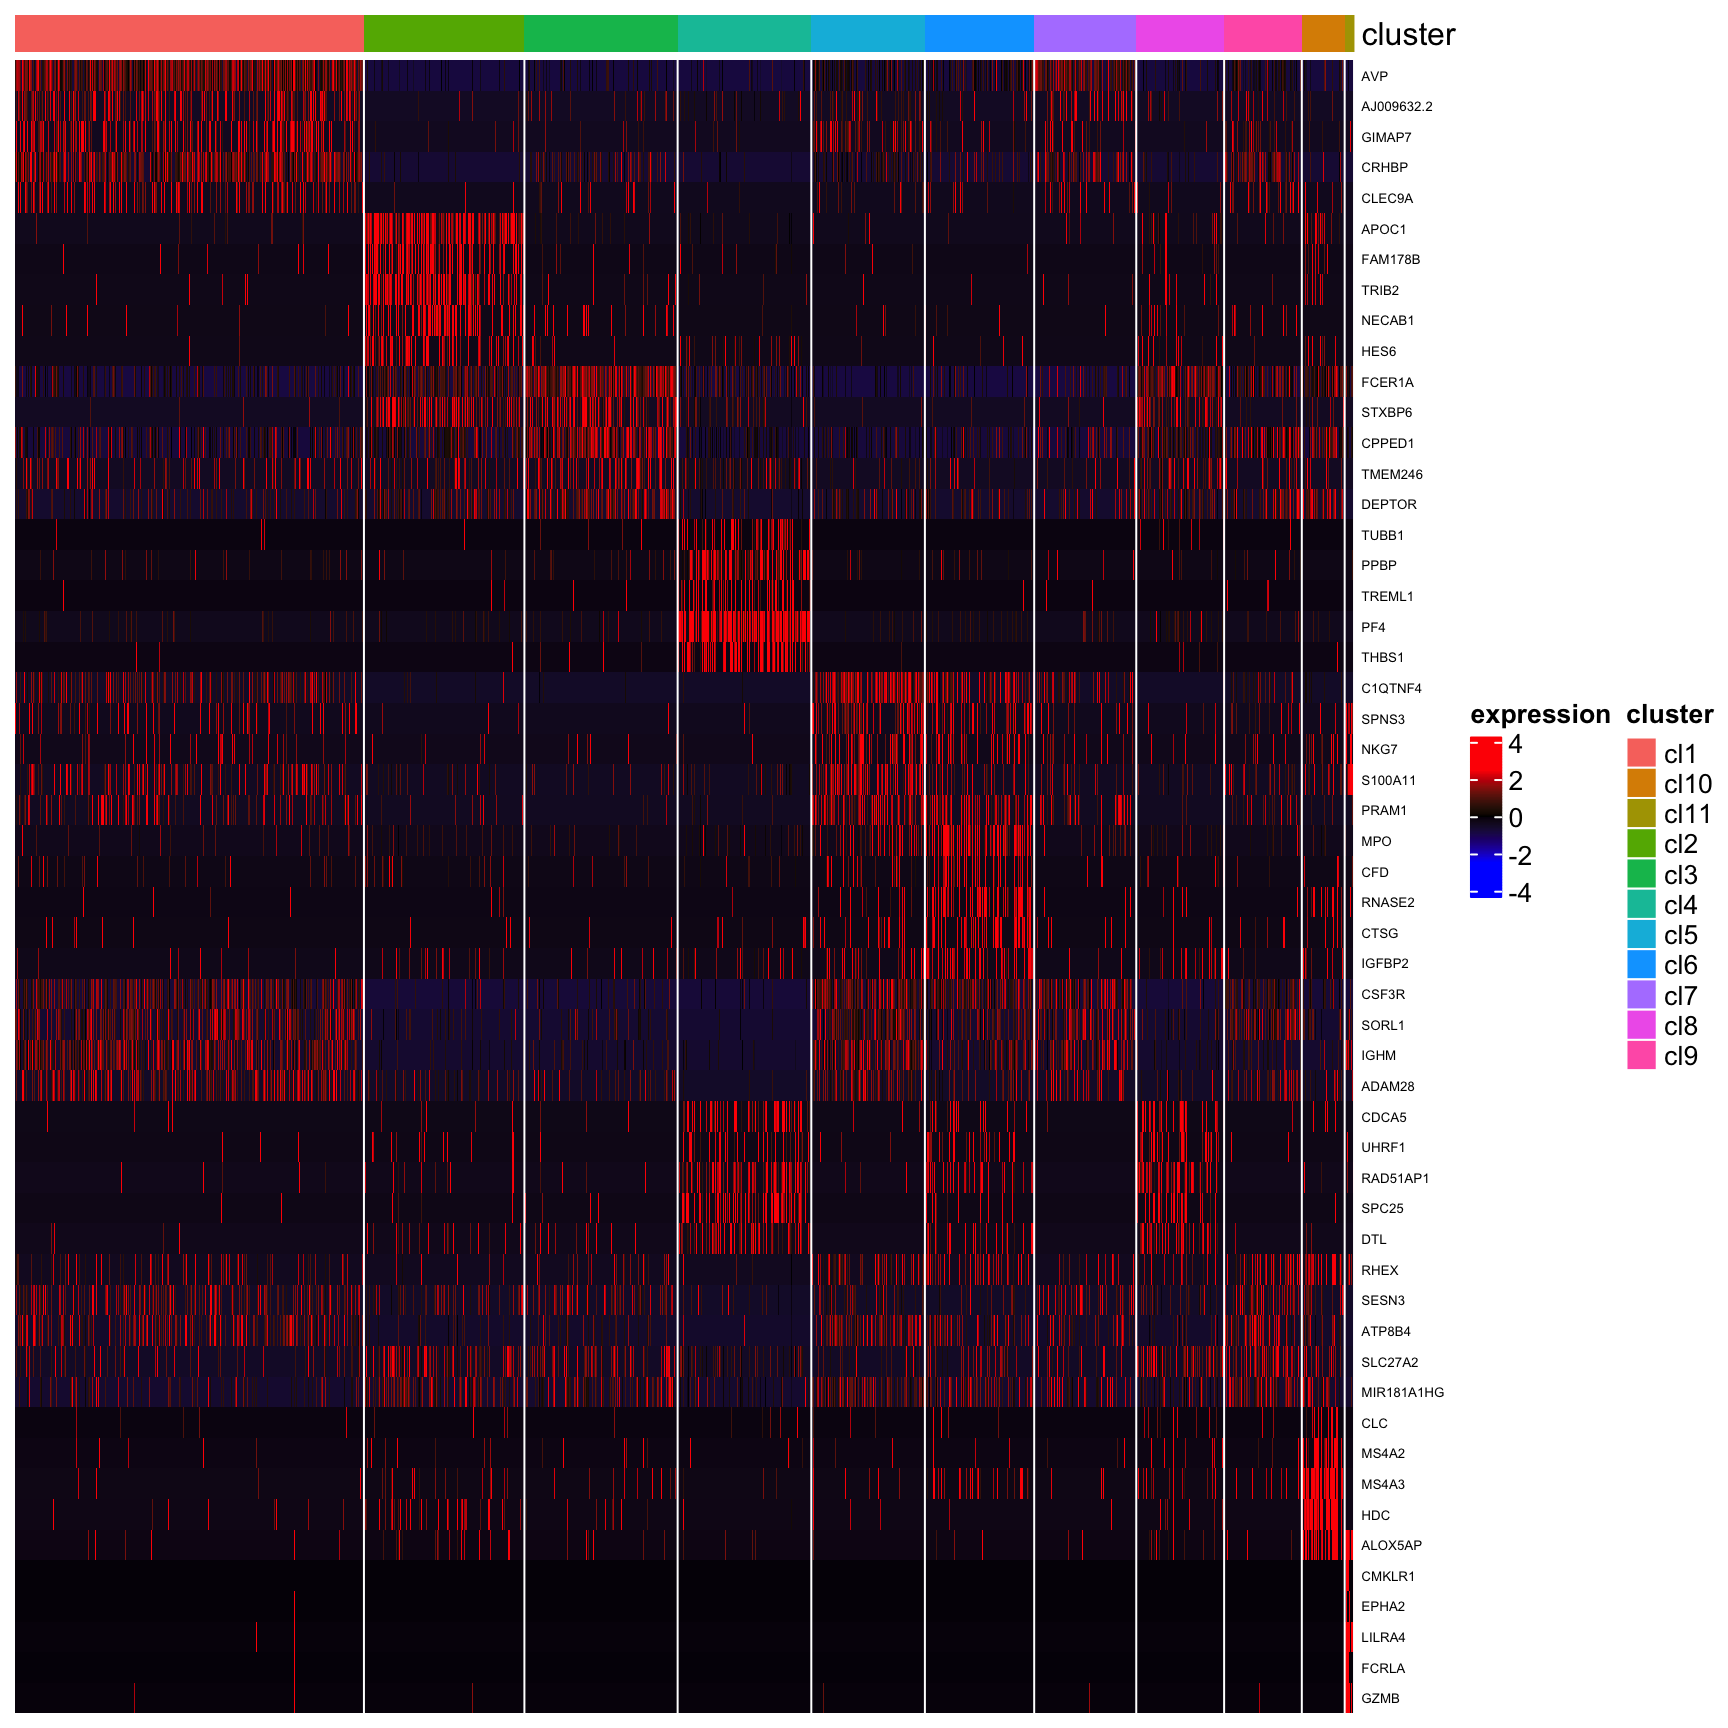 cluster
AVP
AJ009632.2
GIMAP7
CRHBP
CLEC9A
APOC1
FAM178B
TRIB2
NECAB1
HES6
FCER1A
STXBP6
CPPED1
TMEM246
DEPTOR
TUBB1
PPBP
TREML1
PF4
THBS1
C1QTNF4
SPNS3
NKG7
S100A11
PRAM1
MPO
CFD
RNASE2
CTSG
IGFBP2
CSF3R
SORL1
IGHM
ADAM28
CDCA5
UHRF1
RAD51AP1
SPC25
DTL
RHEX
SESN3
ATP8B4
SLC27A2
MIR181A1HG
CLC
MS4A2
MS4A3
HDC
ALOX5AP
CMKLR1
EPHA2
LILRA4
FCRLA
GZMB
expression
4
2
0
-2
-4
cluster
cl1
cl10
cl11
cl2
cl3
cl4
cl5
cl6
cl7
cl8
cl9